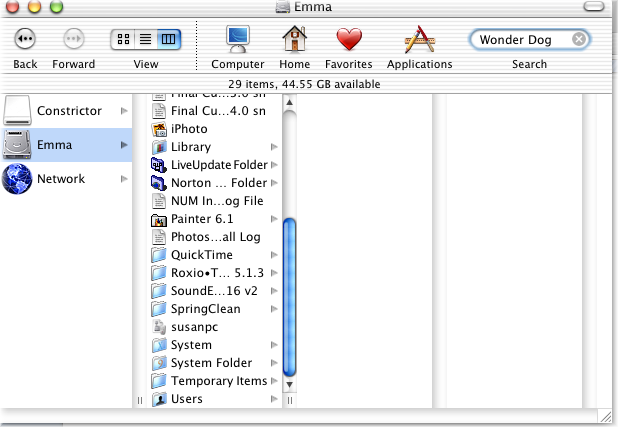 Emma
Wonder Dog
Back Forward View Computer Home Favorites Applications Search
29 items, 44.55 GB available
Constrictor
Emma
Network
Final Cu...3.0 sn
Final Cu...4.0 sn
iPhoto
Library
LiveUpdate Folder
Norton ... Folder
NUM In...og File
Painter 6.1
Photos...all Log
QuickTime
Roxio•T... 5.1.3
SoundE...16 v2
SpringClean
susanpc
System
System Folder
Temporary Items
Users